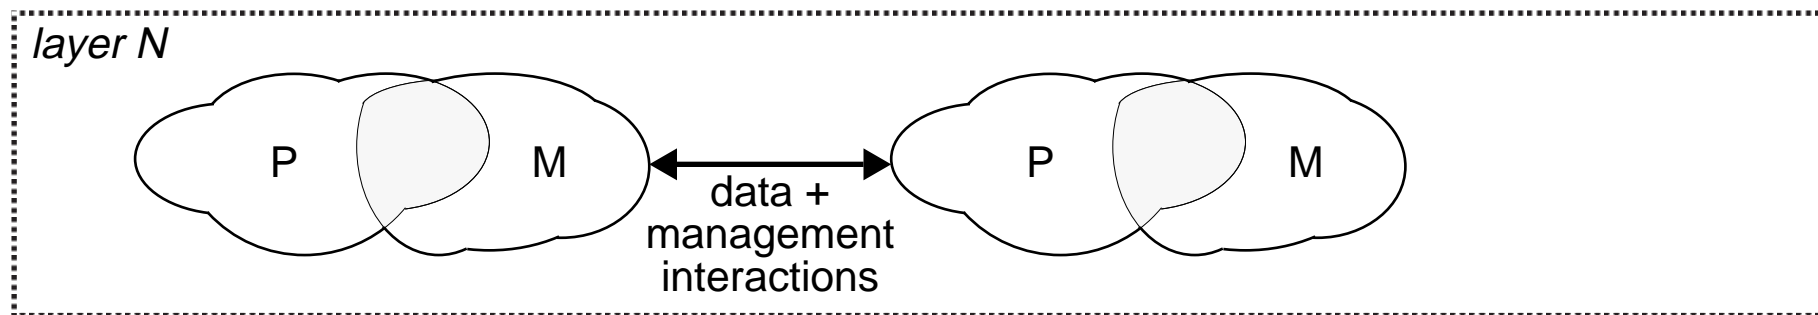 layer N
P
M
P
M
data +
management
interactions